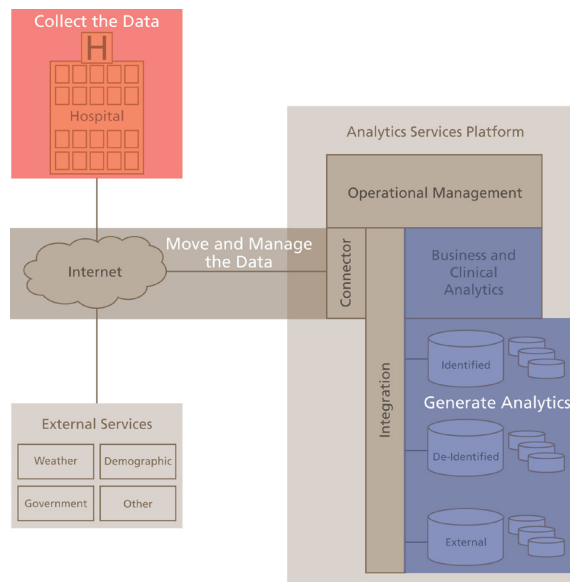 Collect the Data
H
Hospital
Analytics Services Platform
Operational Management
Move and Manage
the Data
Internet
Connector
Business and
Clinical
Analytics
Integration
Identified
Generate Analytics
De-Identified
External
External Services
Weather
Demographic
Government
Other